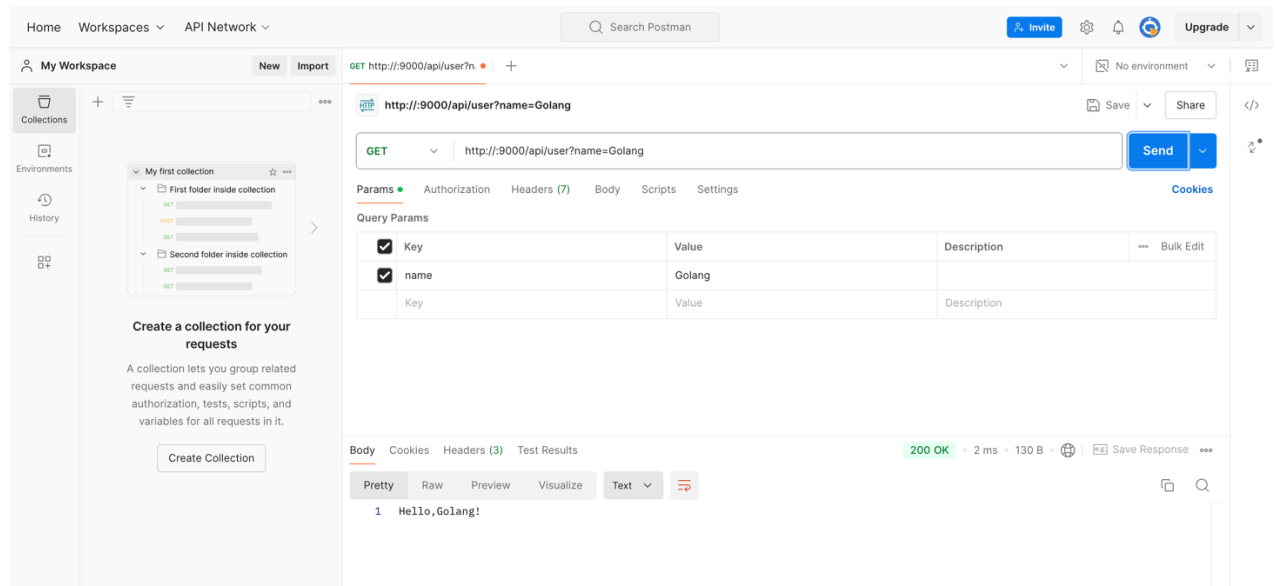 Home Workspaces API Network Search Postman Invite Upgrade
My Workspace New Import GET http://:9000/api/user?n. No environment
Collections
Environments
History
My first collection
First folder inside collection
GET
POST
GET
Second folder inside collection
GET
GET
Create a collection for your
requests
A collection lets you group related
requests and easily set common
authorization, tests, scripts, and
variables for all requests in it.
Create Collection
HTTP http://:9000/api/user?name=Golang Save Share </>
GET http://:9000/api/user?name=Golang Send
Params Authorization Headers (7) Body Scripts Settings Cookies
Query Params
Key Value Description Bulk Edit
name Golang
Key Value Description
Body Cookies Headers (3) Test Results 200 OK 2 ms 130 B Save Response
Pretty Raw Preview Visualize Text
1 Hello,Golang!